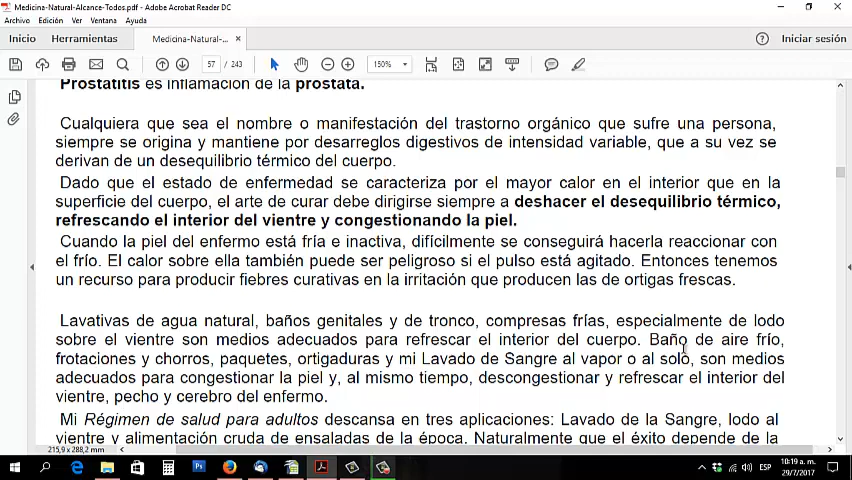 Medicina-Natural-Alcance-Todos.pdf - Adobe Acrobat Reader DC
Archivo Edición Ver Ventana Ayuda
Inicio Herramientas Medicina-Natural-... × Iniciar sesión
57 / 243 150%
Prostatitis es inflamación de la próstata.
Cualquiera que sea el nombre o manifestación del trastorno orgánico que sufre una persona,
siempre se origina y mantiene por desarreglos digestivos de intensidad variable, que a su vez se
derivan de un desequilibrio térmico del cuerpo.
Dado que el estado de enfermedad se caracteriza por el mayor calor en el interior que en la
superficie del cuerpo, el arte de curar debe dirigirse siempre a deshacer el desequilibrio térmico,
refrescando el interior del vientre y congestionando la piel.
Cuando la piel del enfermo está fría e inactiva, difícilmente se conseguirá hacerla reaccionar con
el frío. El calor sobre ella también puede ser peligroso si el pulso está agitado. Entonces tenemos
un recurso para producir fiebres curativas en la irritación que producen las de ortigas frescas.
Lavativas de agua natural, baños genitales y de tronco, compresas frías, especialmente de lodo
sobre el vientre son medios adecuados para refrescar el interior del cuerpo. Baño de aire frío,
frotaciones y chorros, paquetes, ortigaduras y mi Lavado de Sangre al vapor o al solo, son medios
adecuados para congestionar la piel y, al mismo tiempo, descongestionar y refrescar el interior del
vientre, pecho y cerebro del enfermo.
Mi Régimen de salud para adultos descansa en tres aplicaciones: Lavado de la Sangre, lodo al
vientre y alimentación cruda de ensaladas de la época. Naturalmente que el éxito depende de la
215,9 x 288,2 mm
ESP 10:19 a. m.
29/7/2017